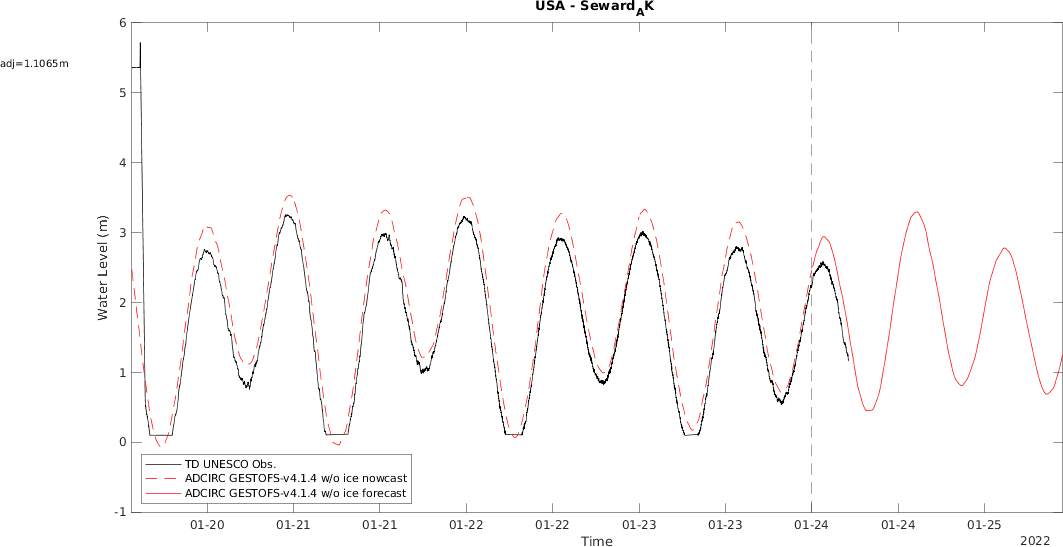 USA - Seward_AK
adj=1.1065m
6
5
4
3
2
1
0
-1
Water Level (m)
TD UNESCO Obs.
ADCIRC GESTOFS-v4.1.4 w/o ice nowcast
ADCIRC GESTOFS-v4.1.4 w/o ice forecast
01-20 01-21 01-21 01-22 01-22 01-23 01-23 01-24 01-24 01-25
Time
2022